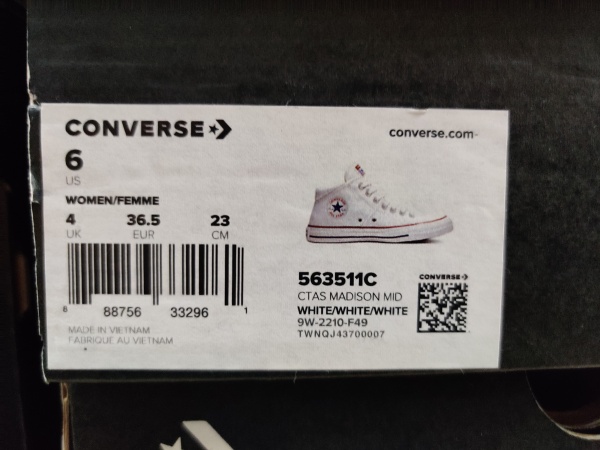 CONVERSE
converse.com
6
US
WOMEN/FEMME
4 36.5 23
UK EUR CM
8 88756 33296 1
MADE IN VIETNAM
FABRIQUÉ AU VIETNAM
563511C
CTAS MADISON MID
WHITE/WHITE/WHITE
9W-2210-F49
TWNQJ43700007
CONVERSE